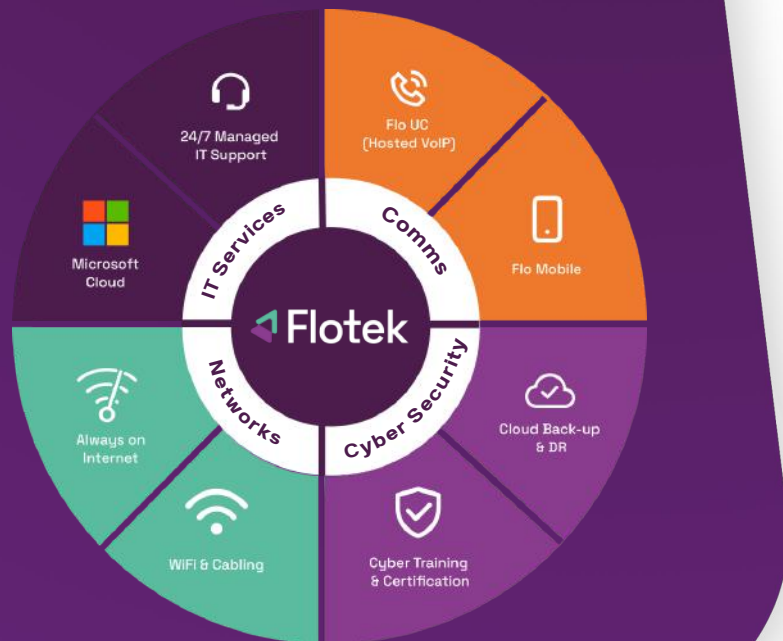 24/7 Managed
IT Support
Flo UC
(Hosted VoIP)
Microsoft
Cloud
Flo Mobile
IT Services
Comms
Flotek
Networks
Cyber Security
Always on
Internet
Cloud Back-up
& DR
WiFi & Cabling
Cyber Training
& Certification